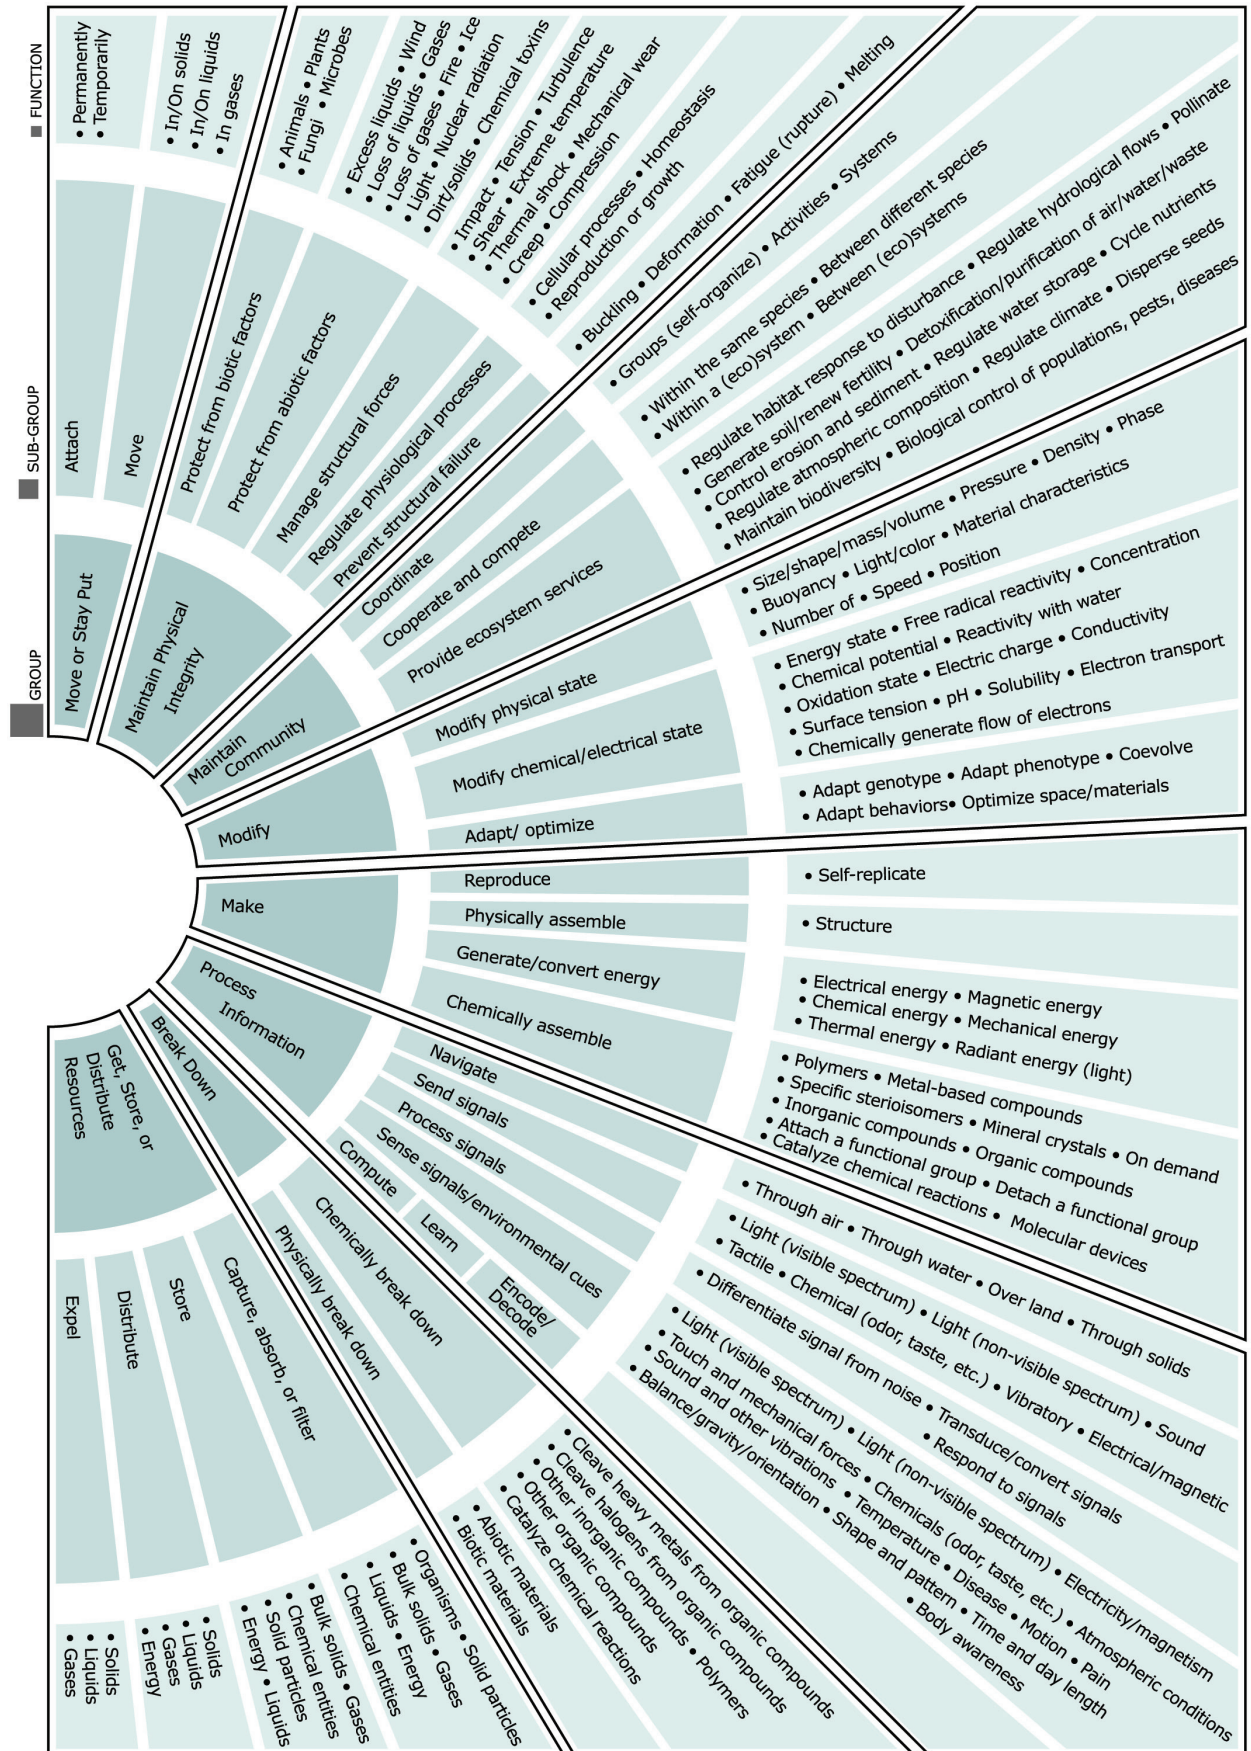 FUNCTION
SUB-GROUP
GROUP
Move or Stay Put
Attach
• Permanently
• Temporarily
Move
• In/On solids
• In/On liquids
• In gases
Maintain Physical
Integrity
Protect from biotic factors
• Animals • Plants
• Fungi • Microbes
Protect from abiotic factors
• Excess liquids • Wind
• Loss of liquids • Gases
• Loss of gases • Fire • Ice
• Light • Nuclear radiation
• Dirt/solids • Chemical toxins
Manage structural forces
• Impact • Tension • Turbulence
• Shear • Extreme temperature
• Thermal shock • Mechanical wear
• Creep • Compression
Regulate physiological processes
• Cellular processes • Homeostasis
• Reproduction or growth
Prevent structural failure
• Buckling • Deformation • Fatigue (rupture) • Melting
Maintain
Community
Coordinate
• Groups (self-organize) • Activities • Systems
Cooperate and compete
• Within the same species • Between different species
• Within a (eco)system • Between (eco)systems
Provide ecosystem services
• Regulate habitat response to disturbance • Regulate hydrological flows • Pollinate
• Generate soil/renew fertility • Detoxification/purification of air/water/waste
• Control erosion and sediment • Regulate water storage • Cycle nutrients
• Regulate atmospheric composition • Regulate climate • Disperse seeds
• Maintain biodiversity • Biological control of populations, pests, diseases
Modify
Modify physical state
• Size/shape/mass/volume • Pressure • Density • Phase
• Buoyancy • Light/color • Material characteristics
• Number of • Speed • Position
Modify chemical/electrical state
• Energy state • Free radical reactivity • Concentration
• Chemical potential • Reactivity with water
• Oxidation state • Electric charge • Conductivity
• Surface tension • pH • Solubility • Electron transport
• Chemically generate flow of electrons
Adapt/ optimize
• Adapt genotype • Adapt phenotype • Coevolve
• Adapt behaviors• Optimize space/materials
Make
Reproduce
• Self-replicate
Physically assemble
• Structure
Generate/convert energy
• Electrical energy • Magnetic energy
• Chemical energy • Mechanical energy
• Thermal energy • Radiant energy (light)
Chemically assemble
• Polymers • Metal-based compounds
• Specific sterioisomers • Mineral crystals • On demand
• Inorganic compounds • Organic compounds
• Attach a functional group • Detach a functional group
• Catalyze chemical reactions • Molecular devices
Process
Information
Navigate
• Through air • Through water • Over land • Through solids
Send signals
• Light (visible spectrum) • Light (non-visible spectrum) • Sound
• Tactile • Chemical (odor, taste, etc.) • Vibratory • Electrical/magnetic
Process signals
• Differentiate signal from noise • Transduce/convert signals
• Respond to signals
Sense signals/environmental cues
• Light (visible spectrum) • Light (non-visible spectrum) • Electricity/magnetism
• Touch and mechanical forces • Chemicals (odor, taste, etc.) • Atmospheric conditions
• Sound and other vibrations • Temperature • Disease • Motion • Pain
• Balance/gravity/orientation • Shape and pattern • Time and day length
• Body awareness
Compute
Learn
Encode/
Decode
Break Down
Chemically break down
• Cleave heavy metals from organic compounds
• Cleave halogens from organic compounds
• Other inorganic compounds • Polymers
• Other organic compounds
• Catalyze chemical reactions
Physically break down
• Abiotic materials
• Biotic materials
Get, Store, or
Distribute
Resources
Capture, absorb, or filter
• Organisms • Solid particles
• Bulk solids • Gases
• Liquids • Energy
• Chemical entities
Store
• Bulk solids • Gases
• Chemical entities
• Solid particles
• Energy • Liquids
Distribute
• Solids
• Liquids
• Gases
• Energy
Expel
• Solids
• Liquids
• Gases